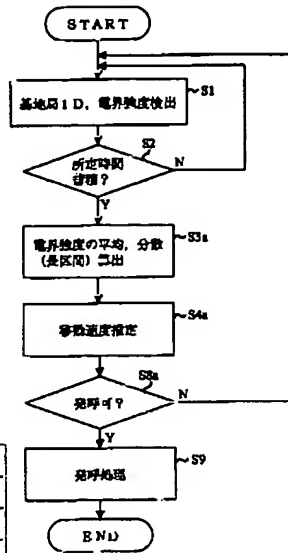 START
S1
基地局ID,電界強度検出
S2
所定時間
蓄積?
N
Y
電界強度の平均,分散
(長区間)算出
S3a
移動速度推定
S4a
S8a
発呼可?
N
Y
発呼処理
S9
END